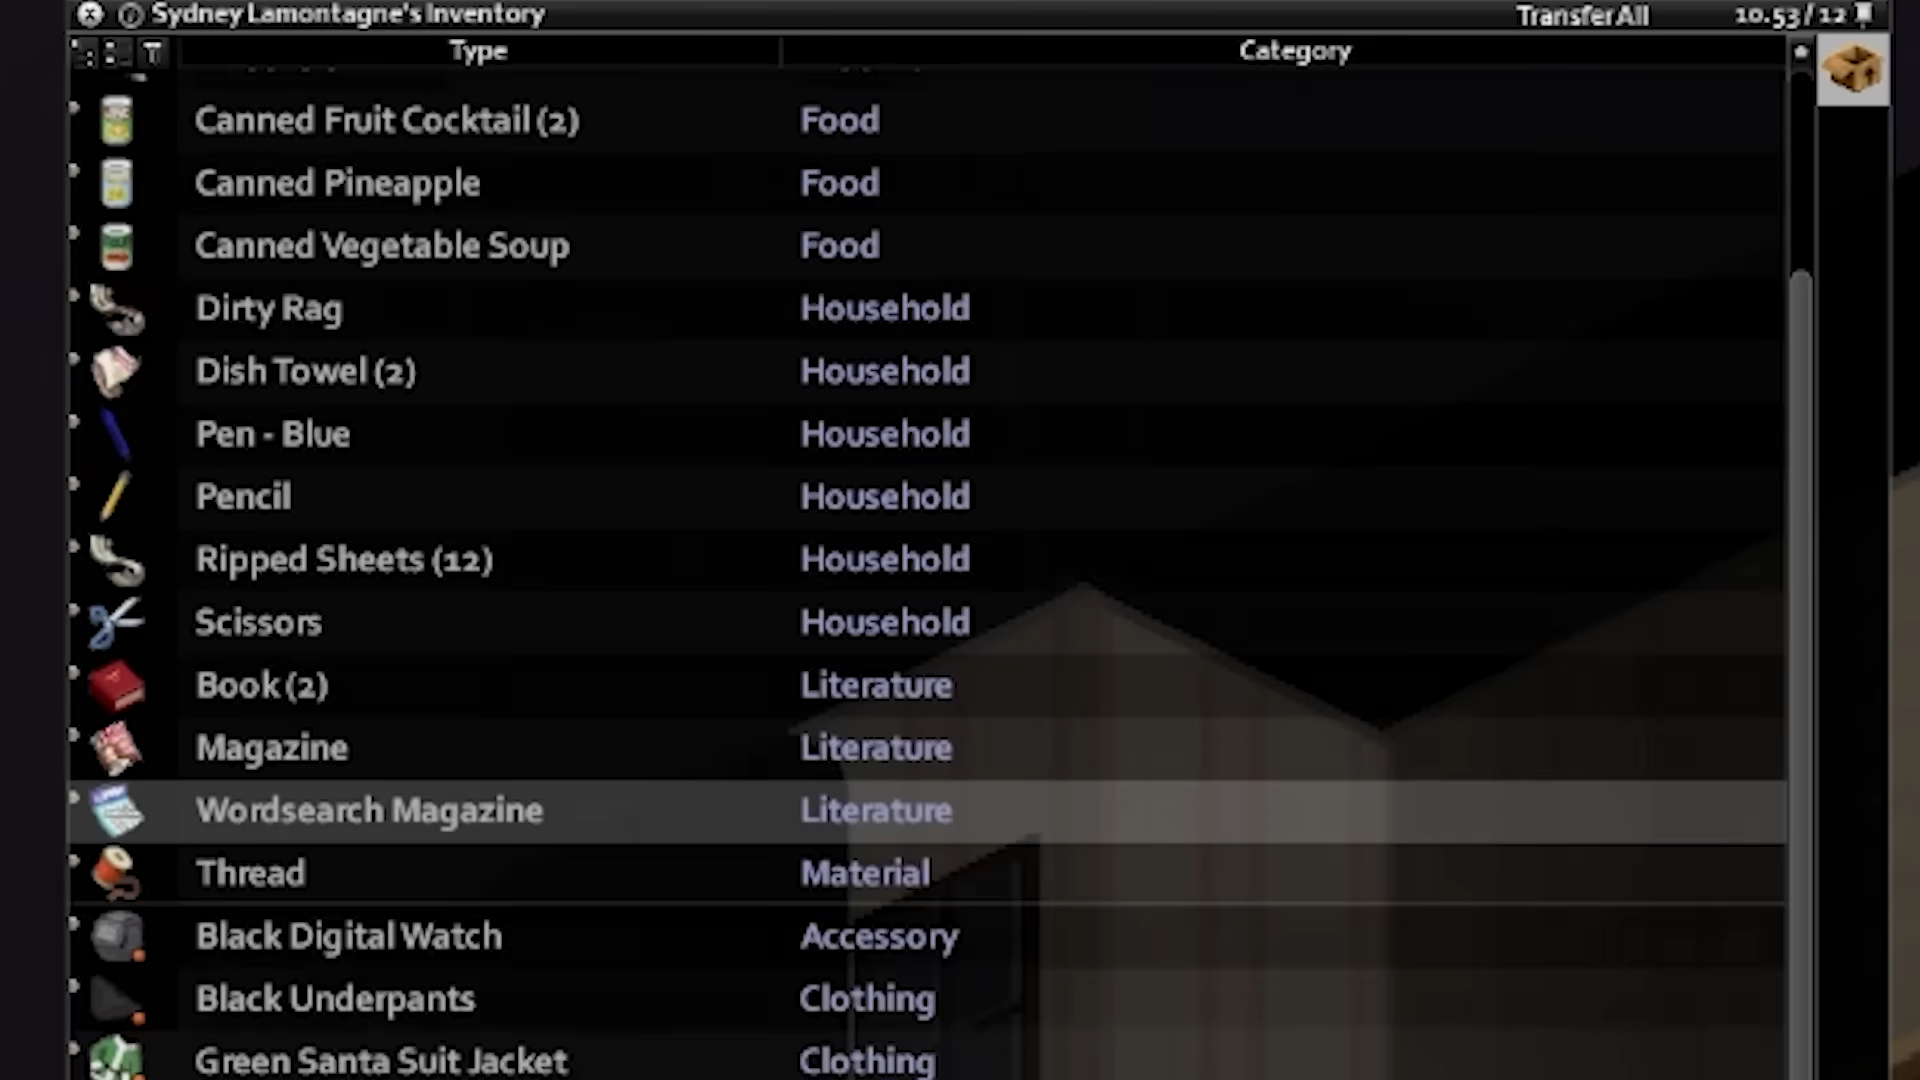 Sydney Lamontagne's Inventory Transfer All 10.53 / 12
Type Category
Canned Fruit Cocktail (2) Food
Canned Pineapple Food
Canned Vegetable Soup Food
Dirty Rag Household
Dish Towel (2) Household
Pen - Blue Household
Pencil Household
Ripped Sheets (12) Household
Scissors Household
Book (2) Literature
Magazine Literature
Wordsearch Magazine Literature
Thread Material
Black Digital Watch Accessory
Black Underpants Clothing
Green Santa Suit Jacket Clothing